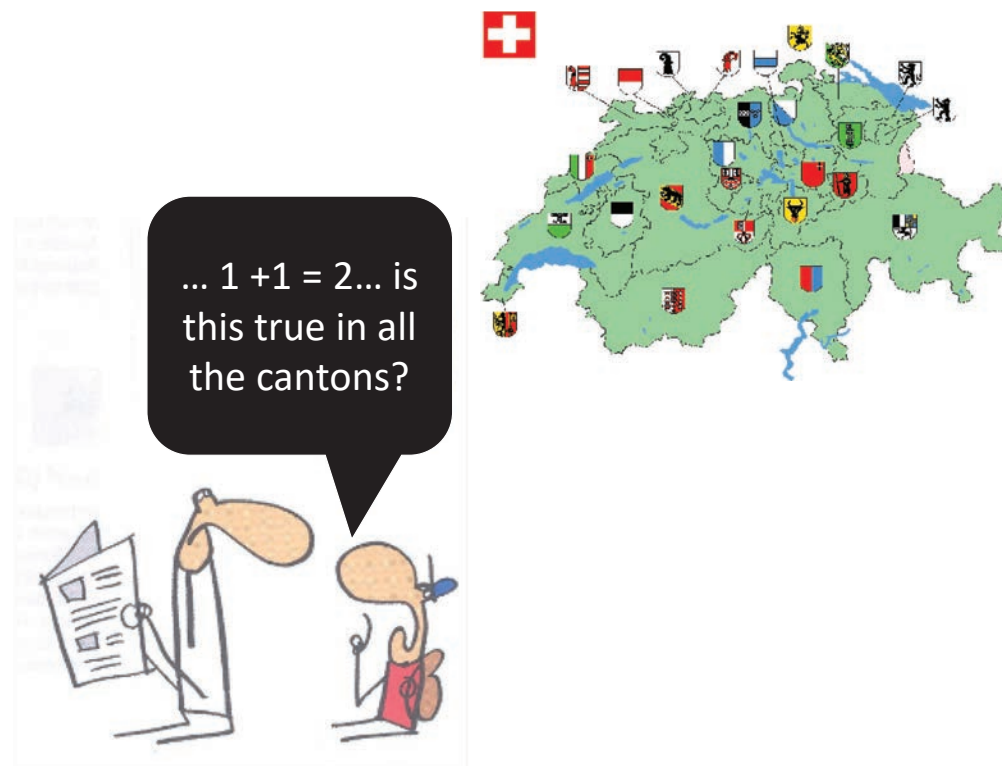 ... 1 +1 = 2... is
this true in all
the cantons?